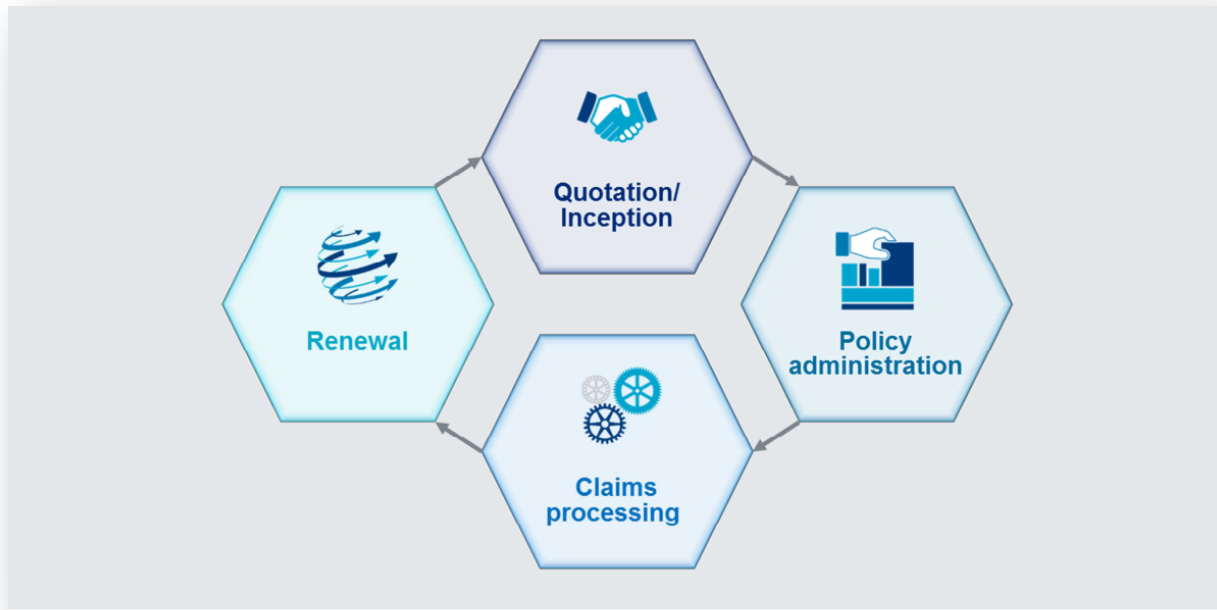 Quotation/
Inception
Renewal
Policy
administration
Claims
processing